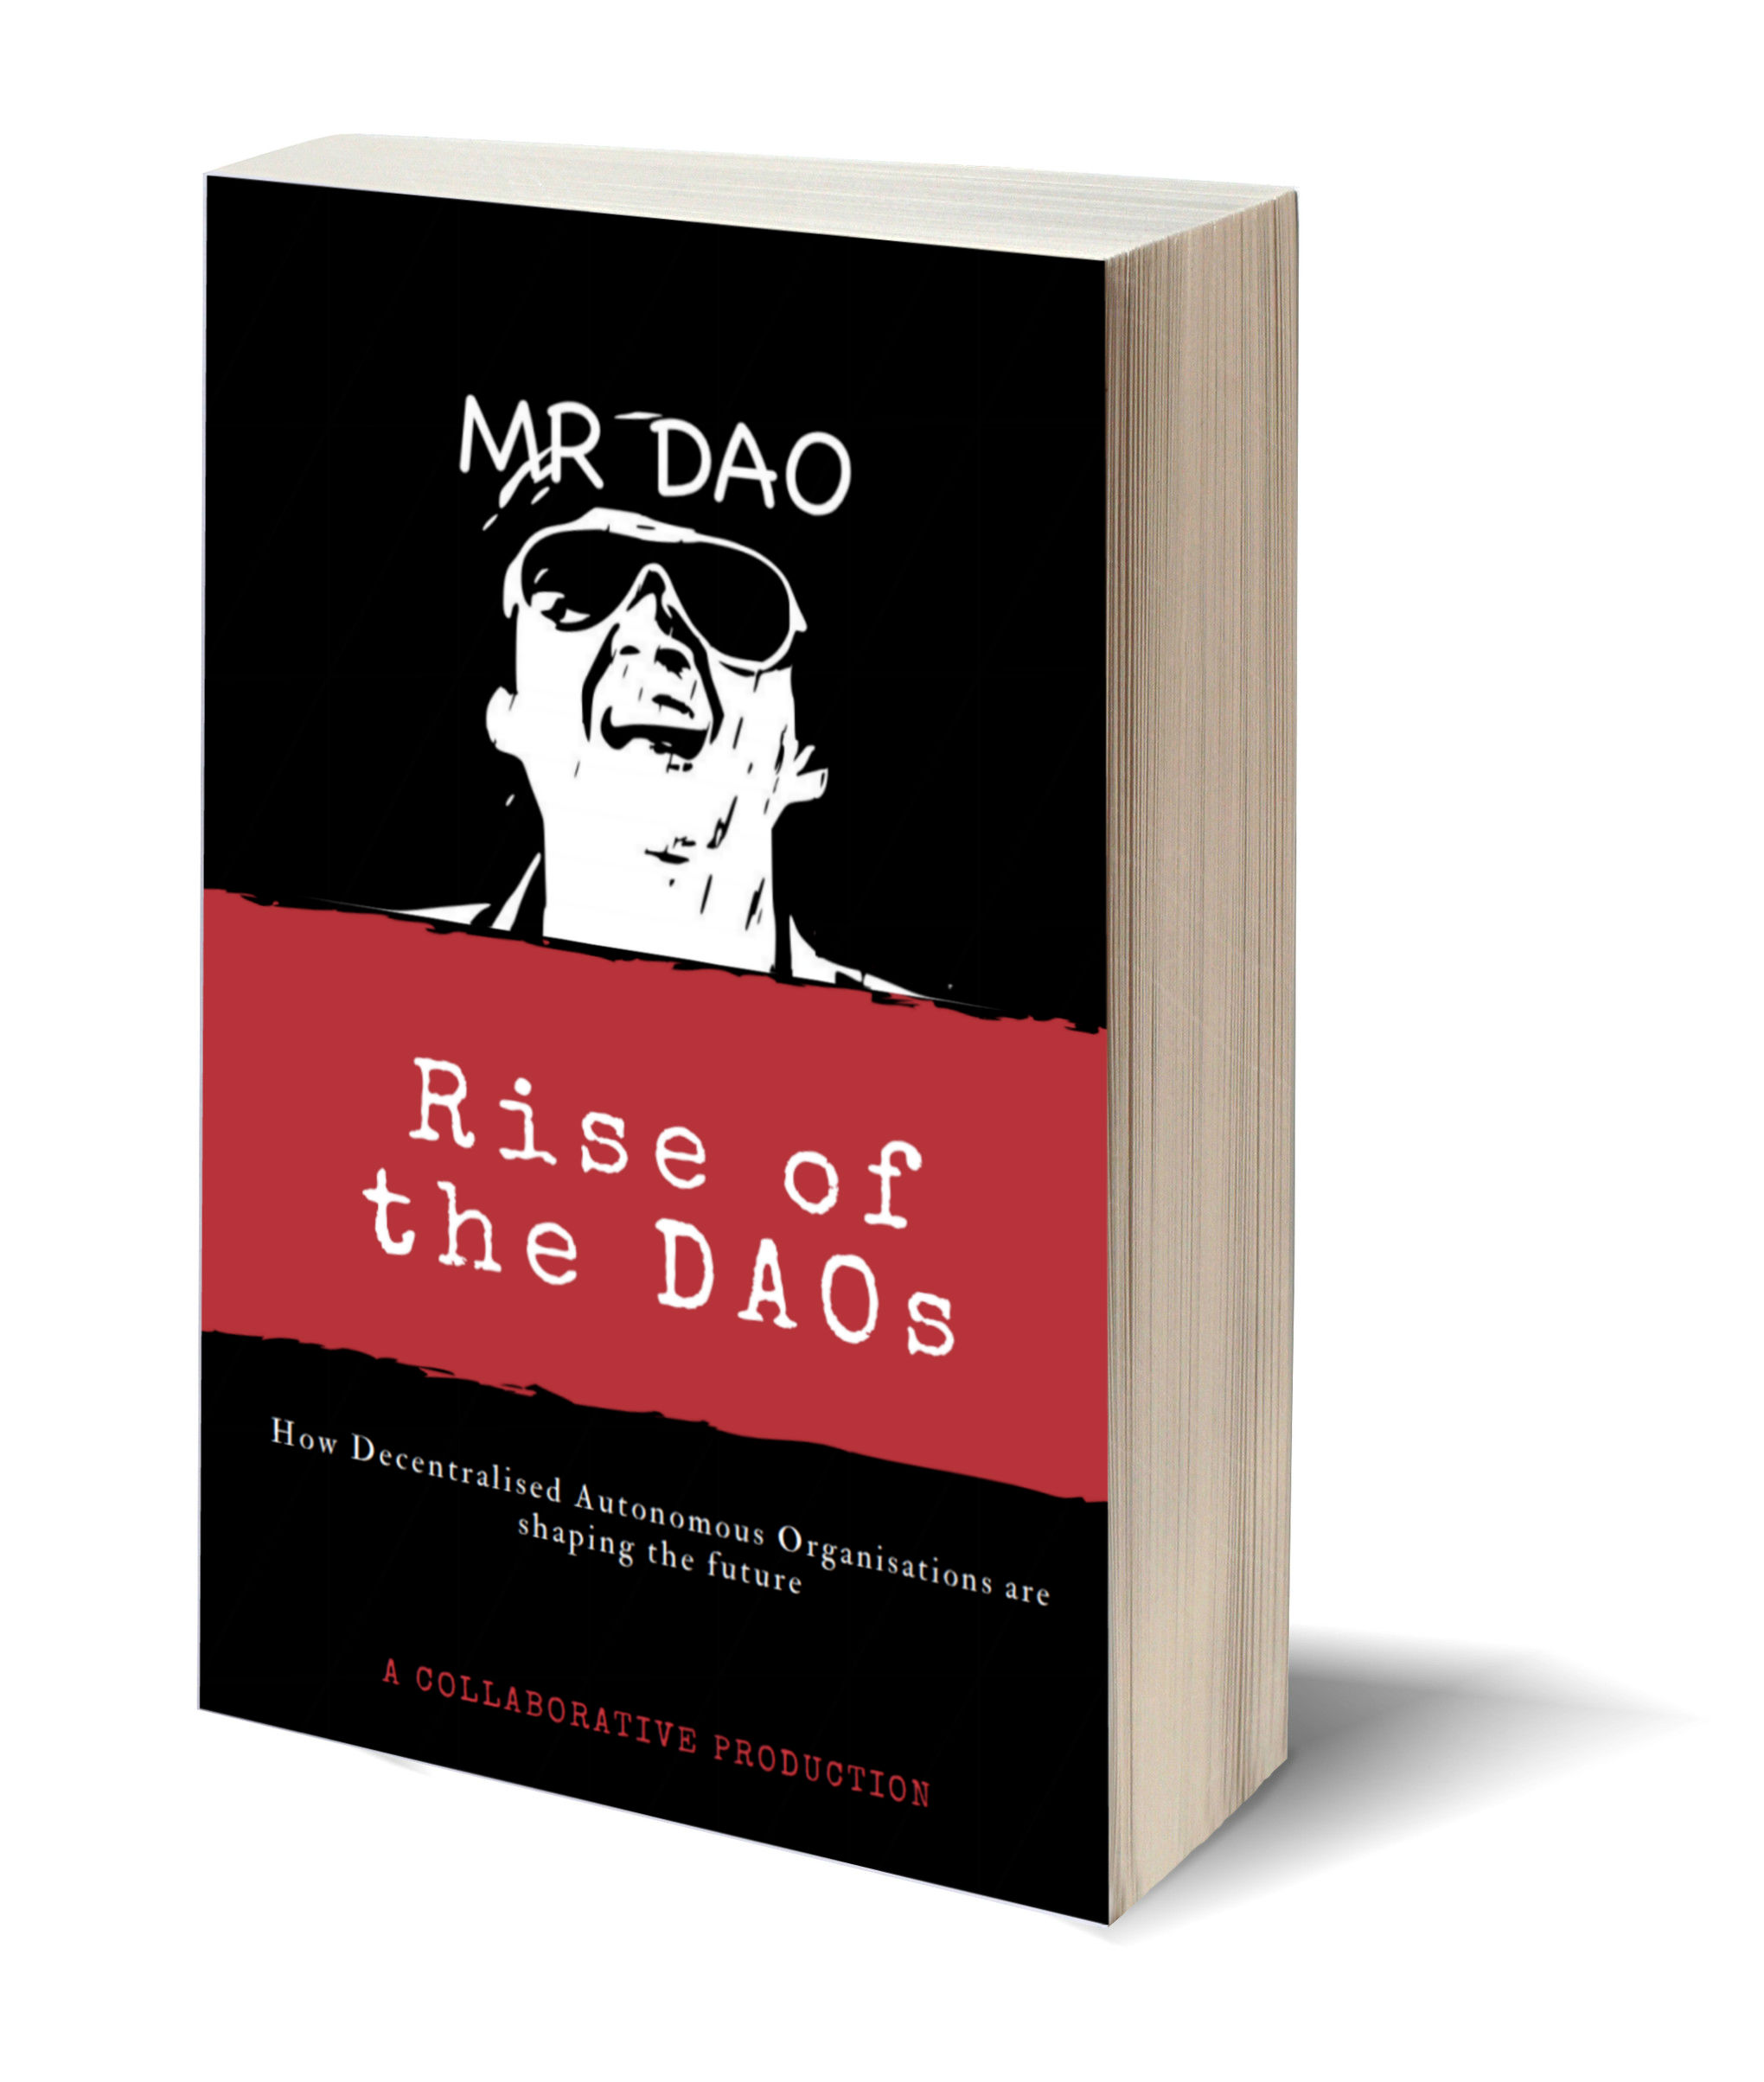 MR DAO
Rise of
the DAOs
How Decentralised Autonomous Organisations are
shaping the future
A COLLABORATIVE PRODUCTION